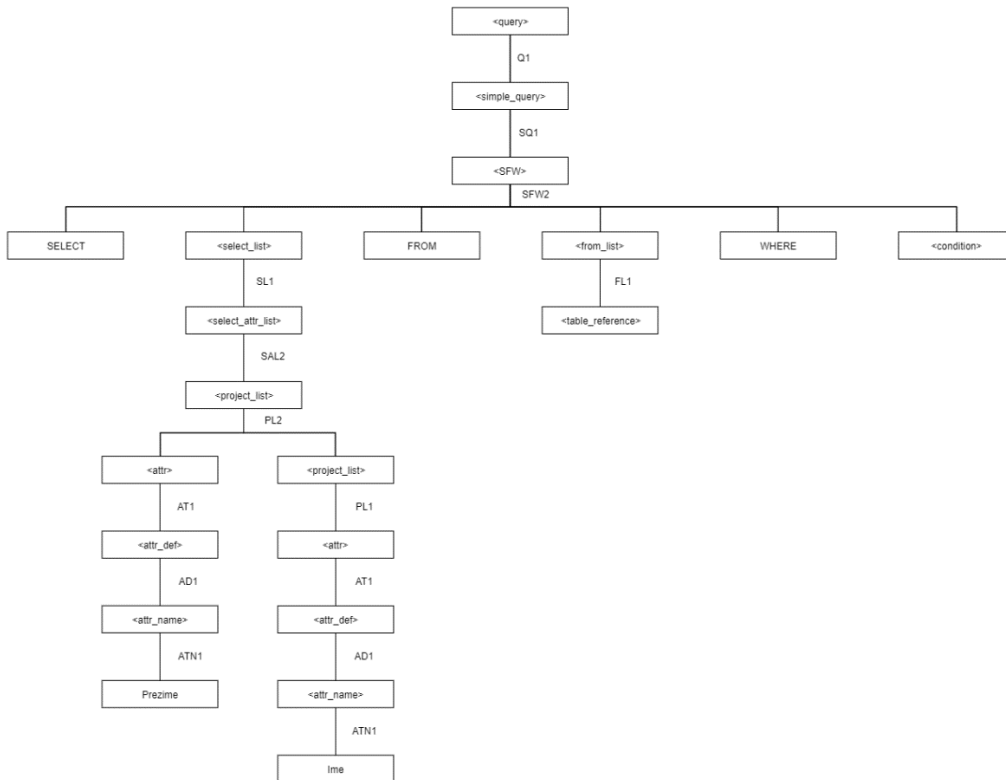 <query>
Q1
<simple_query>
SQ1
<SFW>
SFW2
SELECT
<select_list>
FROM
<from_list>
WHERE
<condition>
SL1
FL1
<select_attr_list>
<table_reference>
SAL2
<project_list>
PL2
<attr>
<project_list>
AT1
PL1
<attr_def>
<attr>
AD1
AT1
<attr_name>
<attr_def>
ATN1
AD1
Prezime
<attr_name>
ATN1
Ime